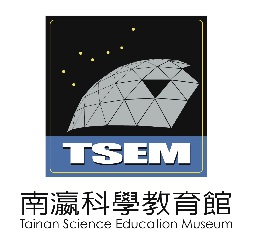 TSEM
南瀛科學教育館
Tainan Science Education Museum